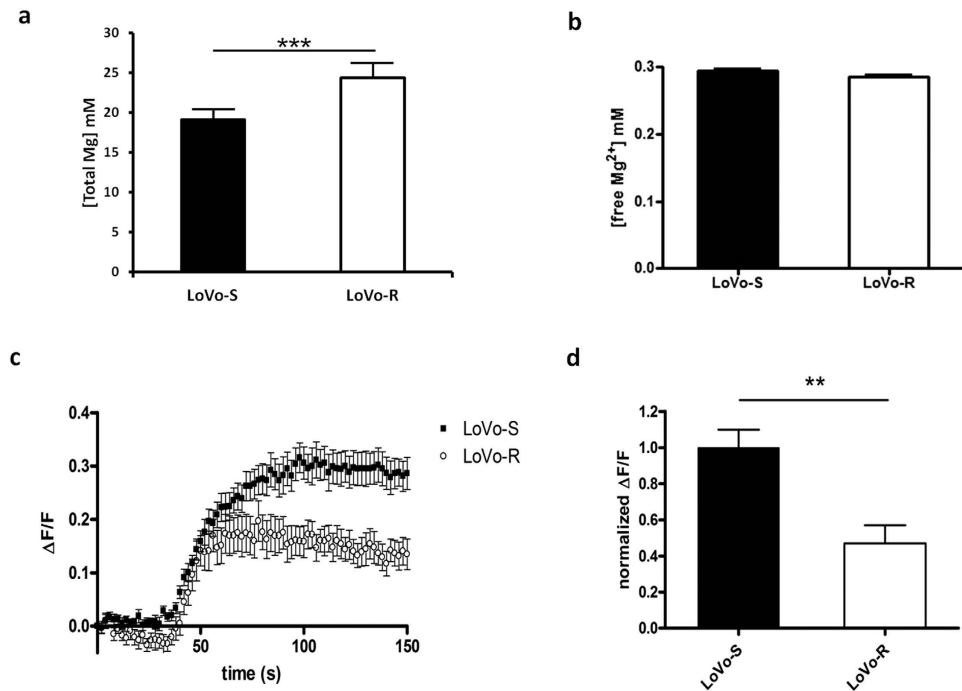 a
[Total Mg] mM
30
25
20
15
10
5
0
***
LoVo-S
LoVo-R
b
[free Mg2+] mM
0.3
0.2
0.1
0.0
LoVo-S
LoVo-R
c
ΔF/F
0.4
0.3
0.2
0.1
0.0
50
100
150
time (s)
LoVo-S
LoVo-R
d
normalized ΔF/F
1.4
1.2
1.0
0.8
0.6
0.4
0.2
0.0
**
LoVo-S
LoVo-R